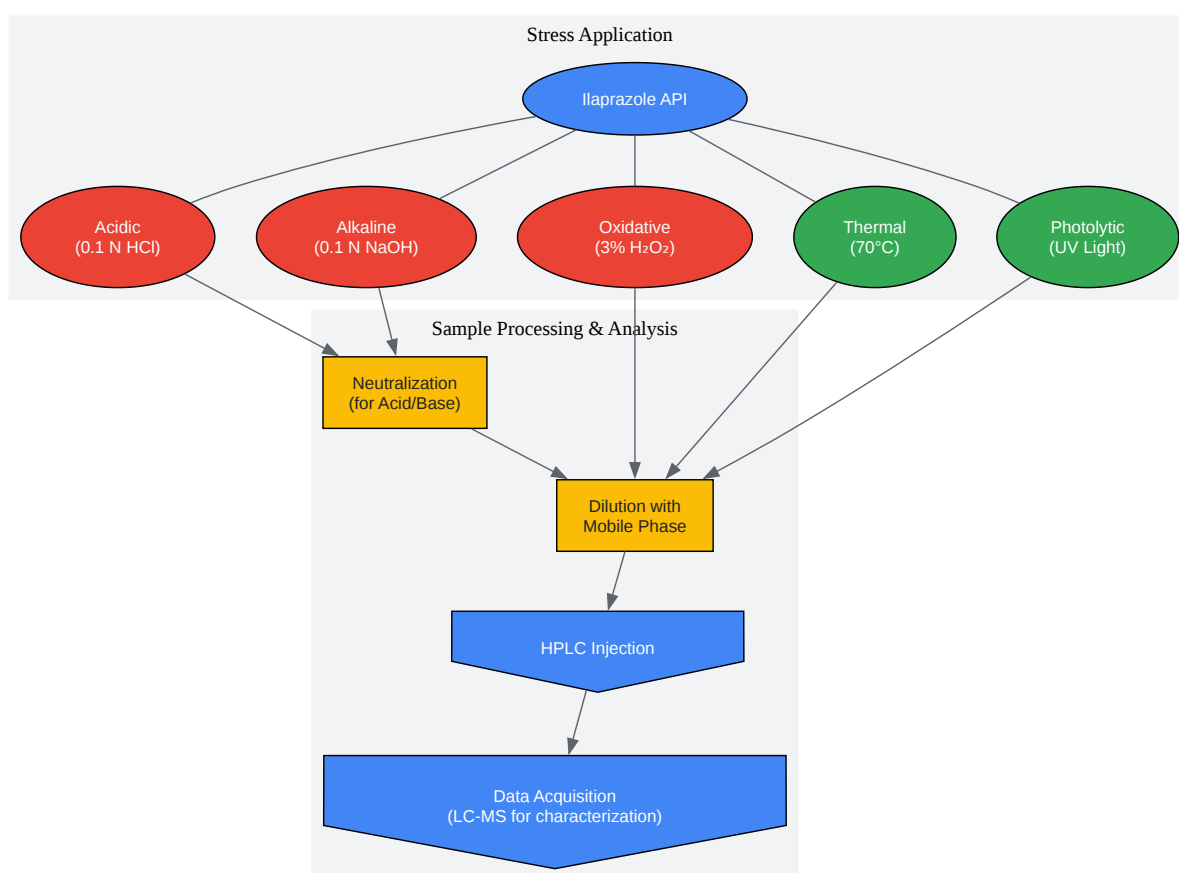 Stress Application
Ilaprazole API
Acidic
(0.1 N HCl)
Alkaline
(0.1 N NaOH)
Oxidative
(3% H₂O₂)
Thermal
(70°C)
Photolytic
(UV Light)
Sample Processing & Analysis
Neutralization
(for Acid/Base)
Dilution with
Mobile Phase
HPLC Injection
Data Acquisition
(LC-MS for characterization)